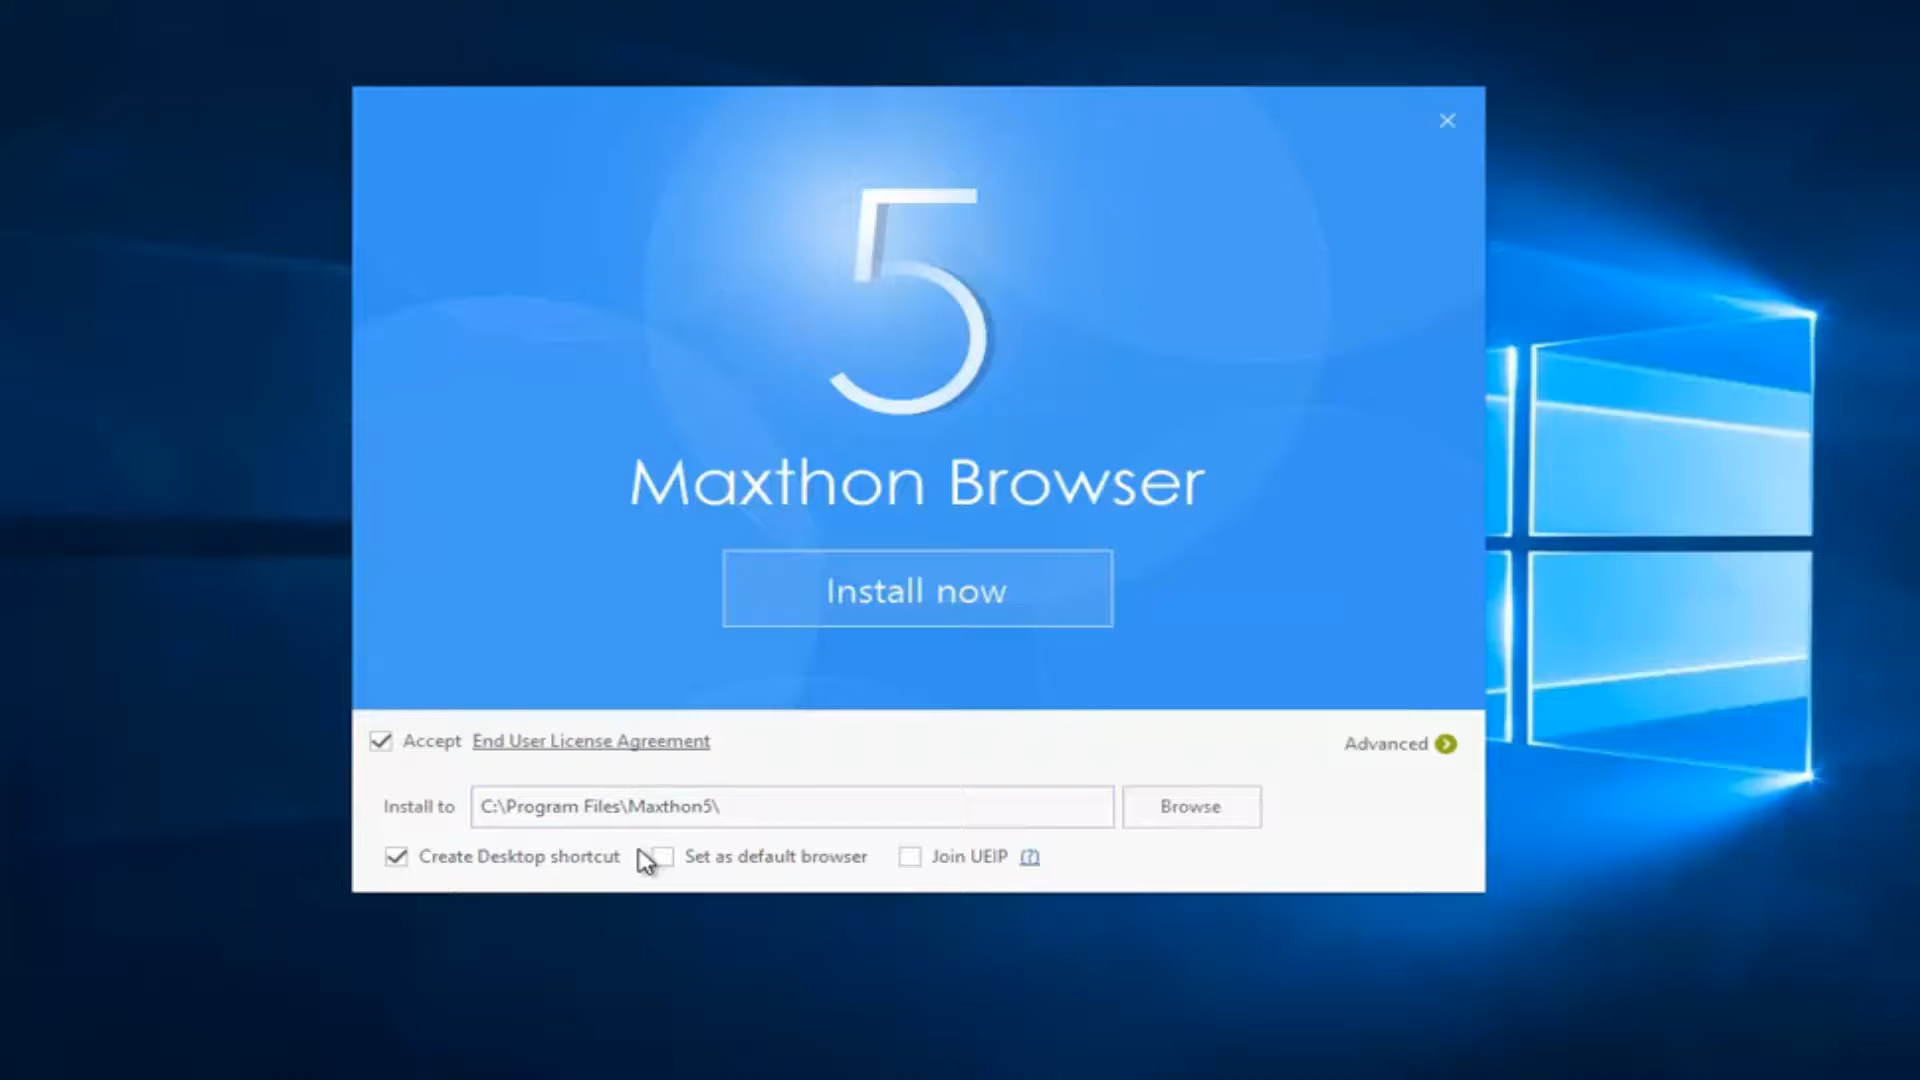 5
Maxthon Browser
Install now
Accept End User License Agreement
Advanced
Install to C:\Program Files\Maxthon5\ Browse
Create Desktop shortcut Set as default browser Join UEIP (?)